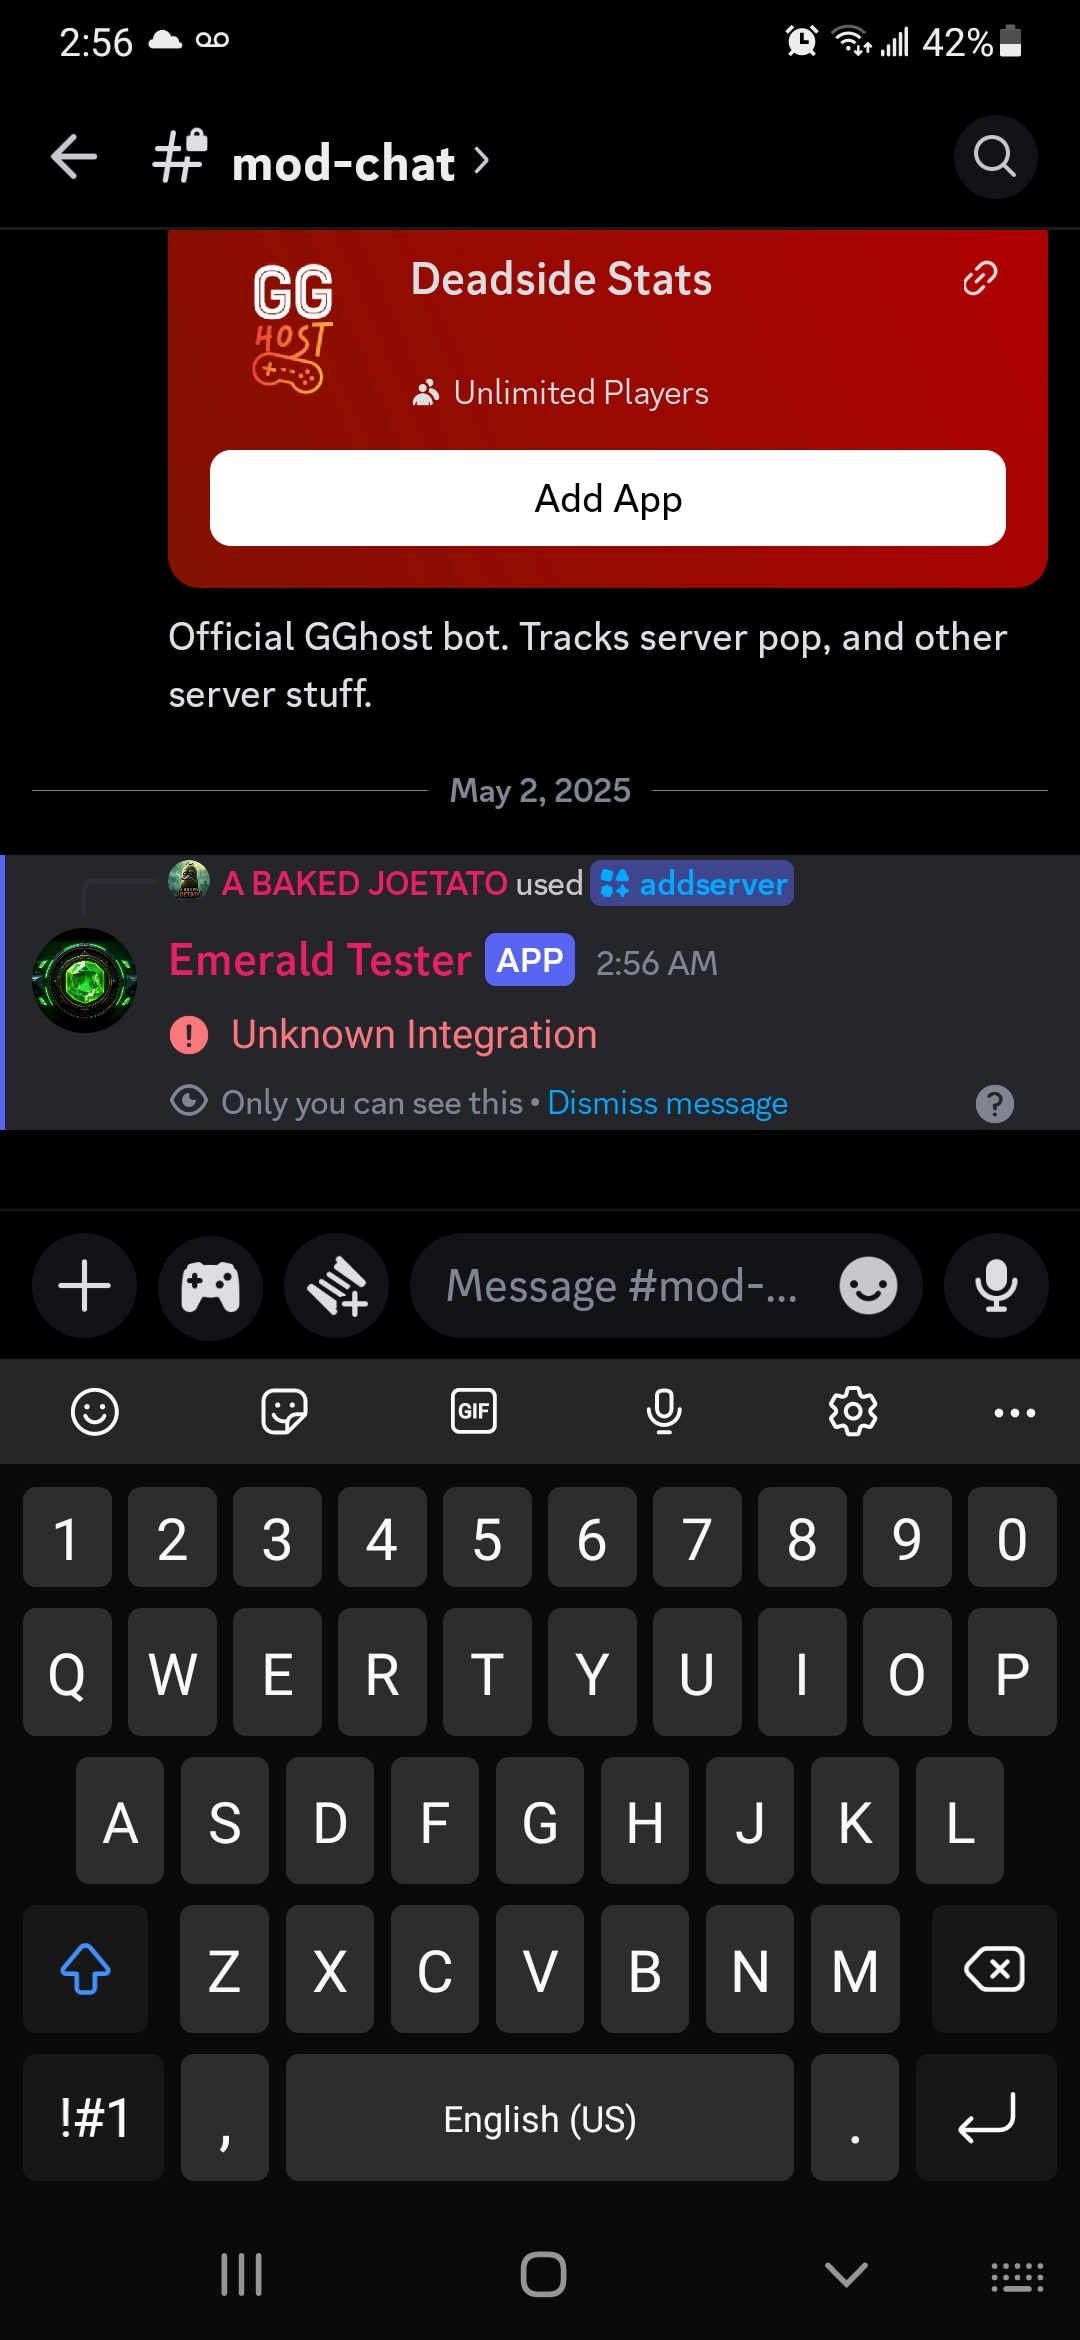 2:56
42%
mod-chat
GG
HOST
Deadside Stats
Unlimited Players
Add App
Official GGhost bot. Tracks server pop, and other
server stuff.
May 2, 2025
A BAKED JOETATO used addserver
Emerald Tester APP 2:56 AM
Unknown Integration
Only you can see this • Dismiss message
Message #mod-...
GIF
1 2 3 4 5 6 7 8 9 0
Q W E R T Y U I O P
A S D F G H J K L
Z X C V B N M
!#1 , English (US) .